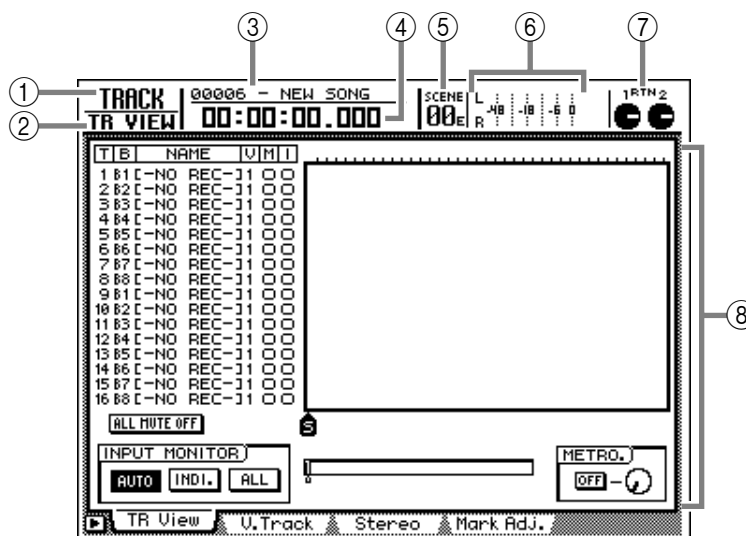 ③ ④ ⑤ ⑥ ⑦
① TRACK 00006 - NEW SONG SCENE L 1 RTN 2
② TR VIEW 00:00:00.000 00E R -48 -18 -6 0
T B NAME V M I
1 B1 [-NO REC-] 1 O O
2 B2 [-NO REC-] 1 O O
3 B3 [-NO REC-] 1 O O
4 B4 [-NO REC-] 1 O O
5 B5 [-NO REC-] 1 O O
6 B6 [-NO REC-] 1 O O
7 B7 [-NO REC-] 1 O O
8 B8 [-NO REC-] 1 O O
9 B1 [-NO REC-] 1 O O
10 B2 [-NO REC-] 1 O O
11 B3 [-NO REC-] 1 O O
12 B4 [-NO REC-] 1 O O
13 B5 [-NO REC-] 1 O O
14 B6 [-NO REC-] 1 O O
15 B7 [-NO REC-] 1 O O
16 B8 [-NO REC-] 1 O O
⑧
ALL MUTE OFF S
INPUT MONITOR METRO.
AUTO INDI. ALL OFF
TR View V.Track Stereo Mark Adj.